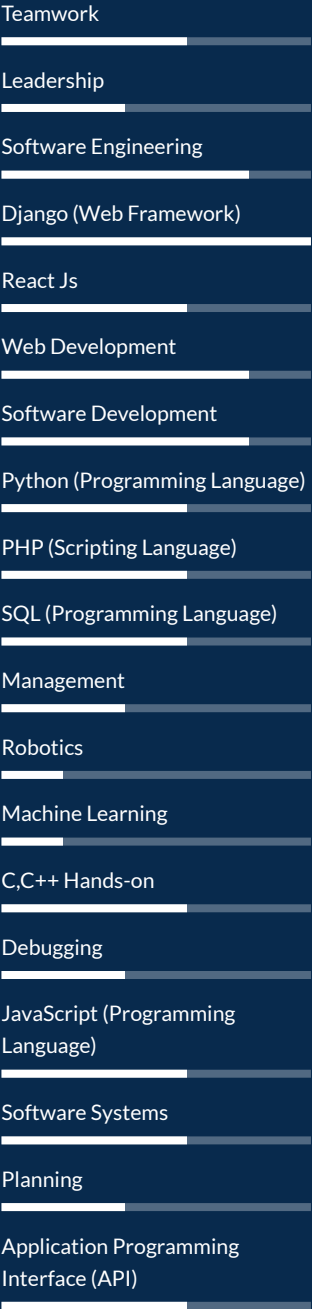 Teamwork
Leadership
Software Engineering
Django (Web Framework)
React Js
Web Development
Software Development
Python (Programming Language)
PHP (Scripting Language)
SQL (Programming Language)
Management
Robotics
Machine Learning
C,C++ Hands-on
Debugging
JavaScript (Programming
Language)
Software Systems
Planning
Application Programming
Interface (API)